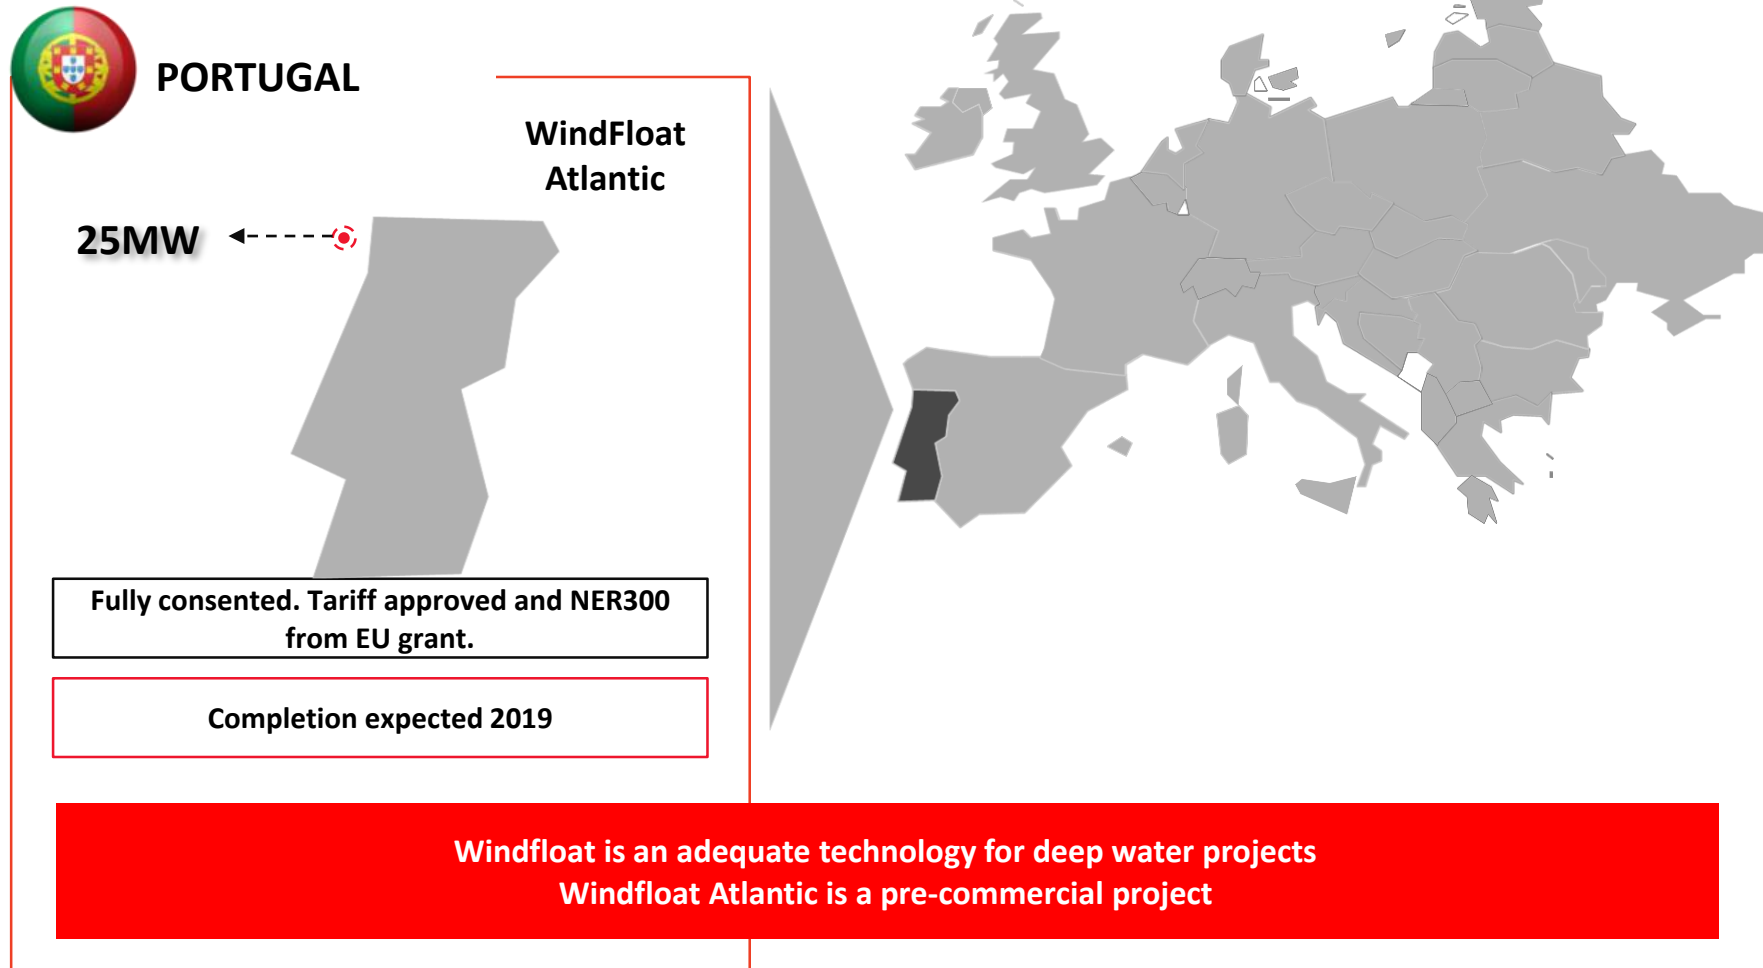 PORTUGAL
WindFloat
Atlantic
25MW
Fully consented. Tariff approved and NER300
from EU grant.
Completion expected 2019
Windfloat is an adequate technology for deep water projects
Windfloat Atlantic is a pre-commercial project